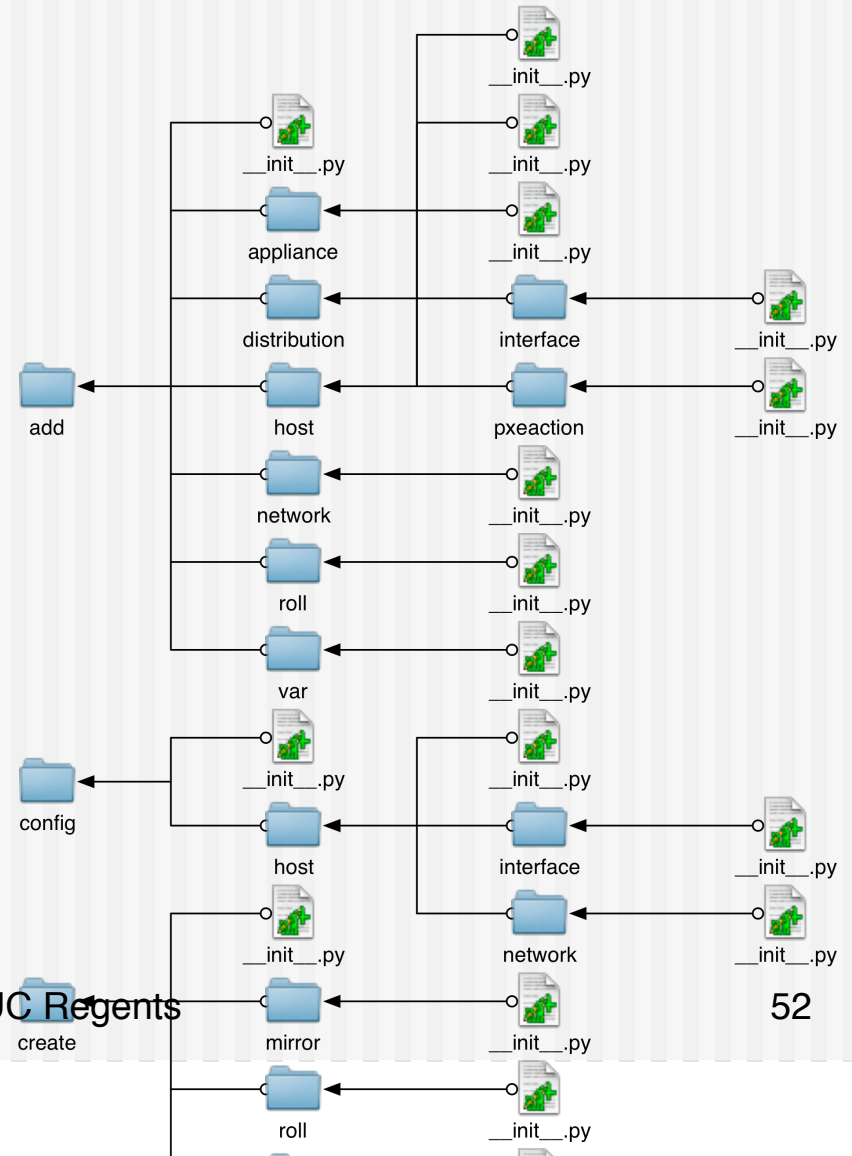 __init__.py
__init__.py __init__.py
appliance __init__.py
distribution interface __init__.py
add host pxeaction __init__.py
network __init__.py
roll __init__.py
var __init__.py
__init__.py __init__.py
config
host interface __init__.py
__init__.py network __init__.py
UC Regents 52
create mirror __init__.py
roll __init__.py